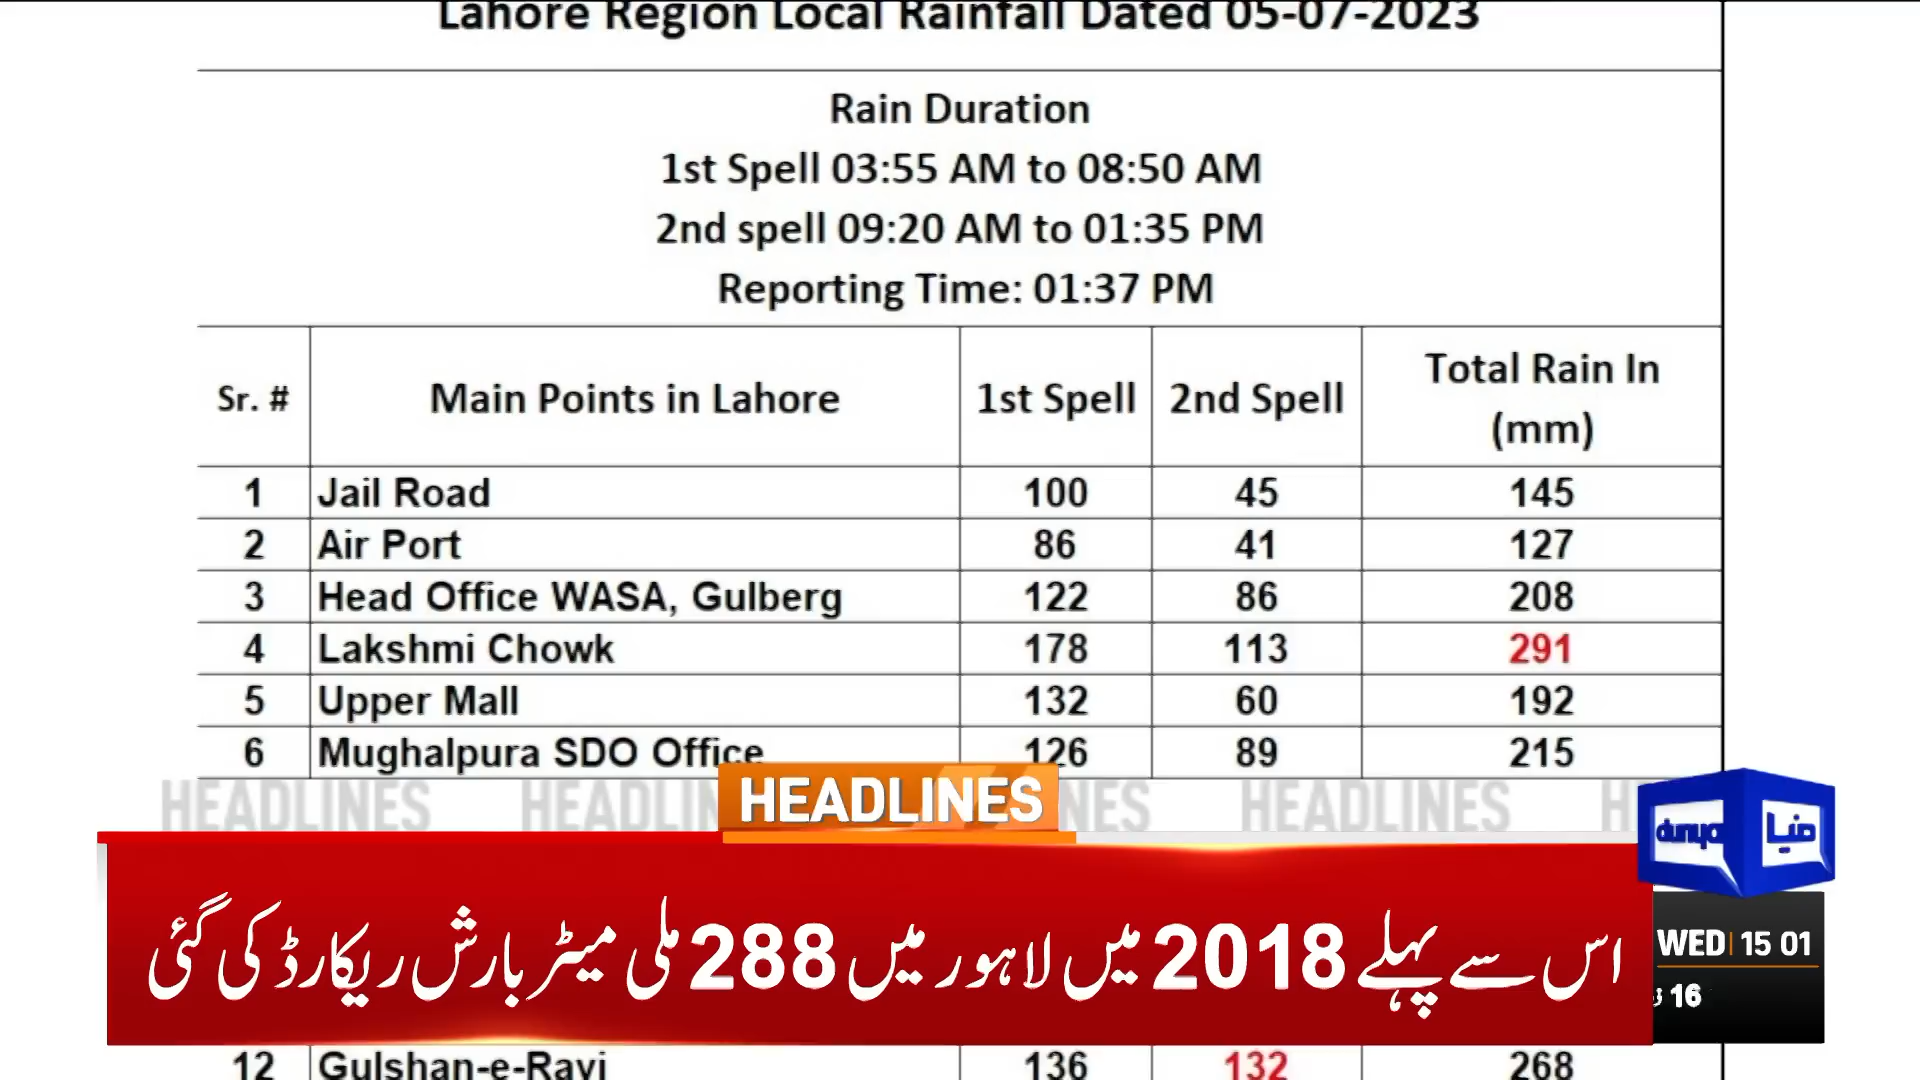 Lahore Region Local Rainfall Dated 05-07-2023
Rain Duration
1st Spell 03:55 AM to 08:50 AM
2nd spell 09:20 AM to 01:35 PM
Reporting Time: 01:37 PM
Sr. # Main Points in Lahore 1st Spell 2nd Spell Total Rain In (mm)
1 Jail Road 100 45 145
2 Air Port 86 41 127
3 Head Office WASA, Gulberg 122 86 208
4 Lakshmi Chowk 178 113 291
5 Upper Mall 132 60 192
6 Mughalpura SDO Office 126 89 215
HEADLINES HEADLINES HEADLINES
HEADLINES
dunya دنیا
اس سے پہلے 2018 میں لاہور میں 288 ملی میٹر بارش ریکارڈ کی گئی
WED 15 01
16
12 Gulshan-e-Ravi 136 132 268